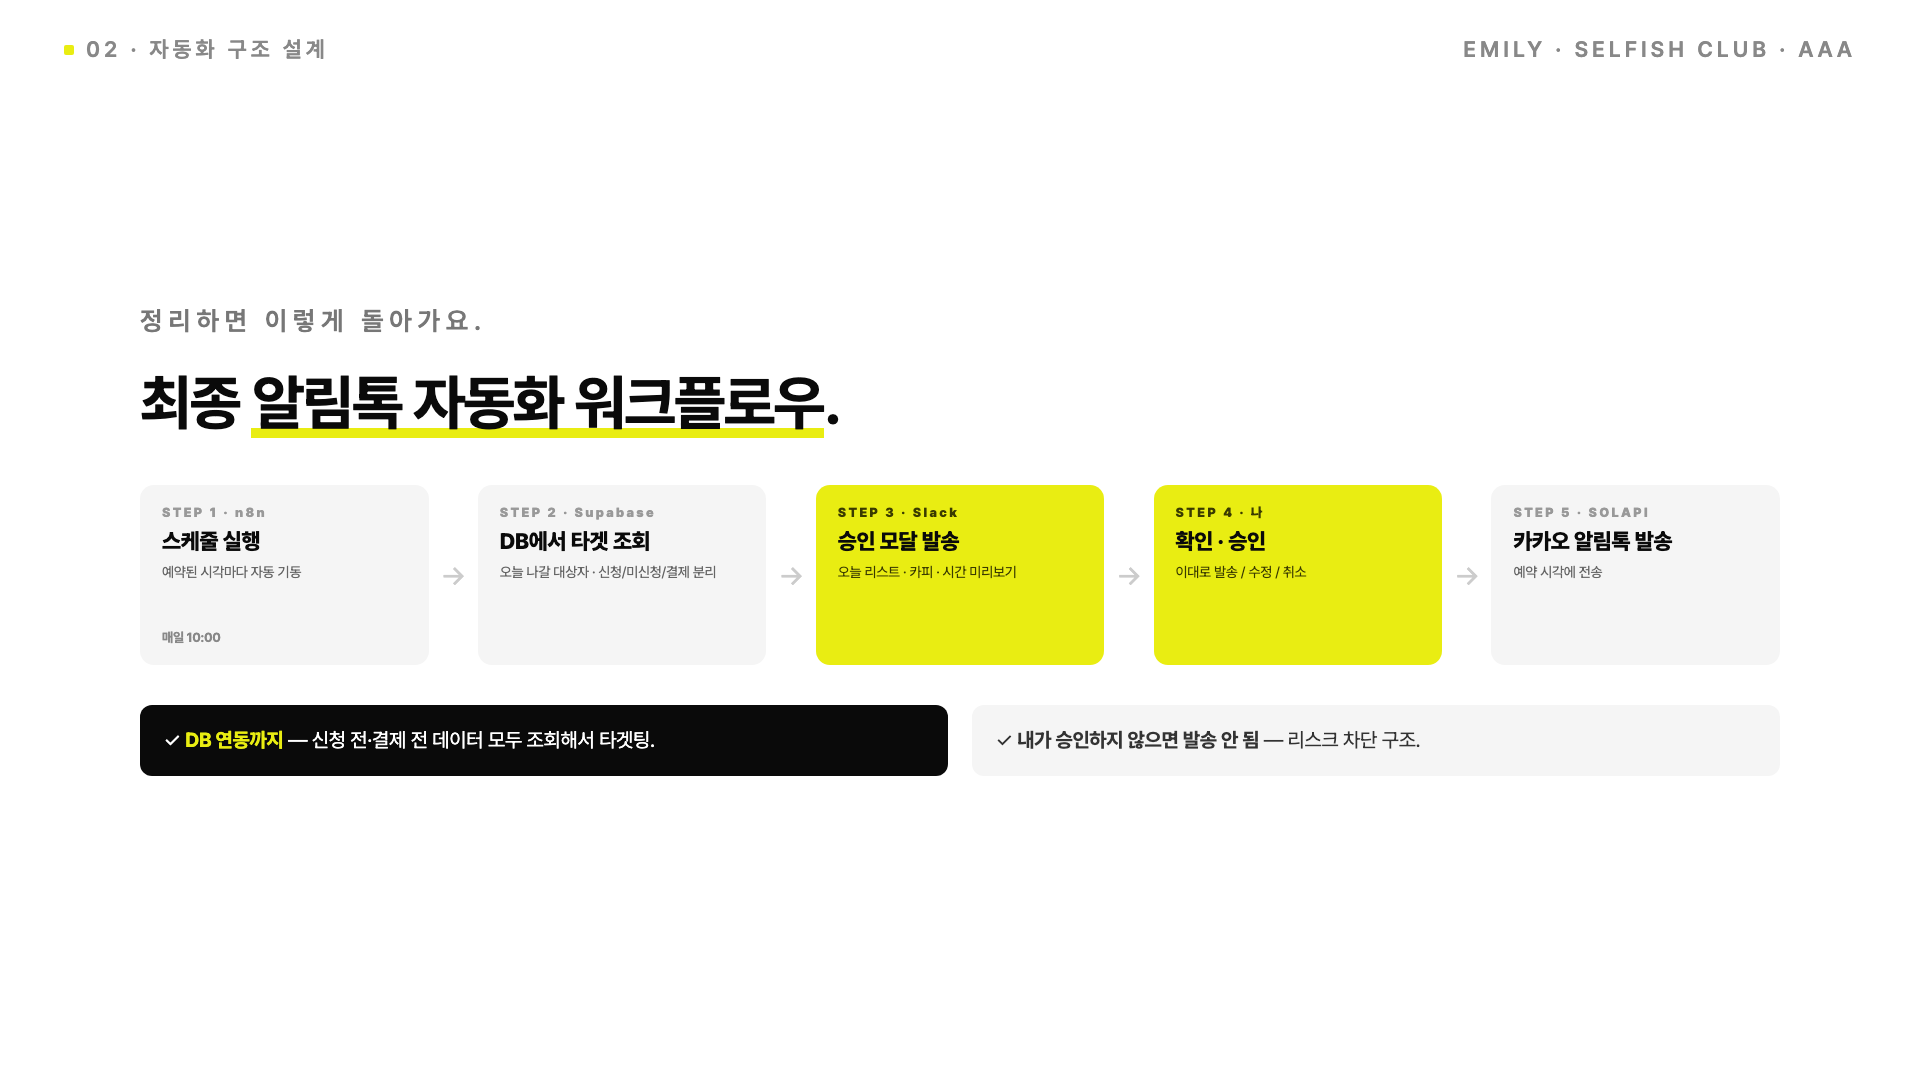 02 · 자동화 구조 설계
EMILY · SELFISH CLUB · AAA
정리하면 이렇게 돌아가요.
최종 알림톡 자동화 워크플로우.
STEP 1 · n8n
스케줄 실행
예약된 시각마다 자동 기동
매일 10:00
→
STEP 2 · Supabase
DB에서 타겟 조회
오늘 나갈 대상자 · 신청/미신청/결제 분리
→
STEP 3 · Slack
승인 모달 발송
오늘 리스트 · 카피 · 시간 미리보기
→
STEP 4 · 나
확인 · 승인
이대로 발송 / 수정 / 취소
→
STEP 5 · SOLAPI
카카오 알림톡 발송
예약 시각에 전송
✓ DB 연동까지 — 신청 전·결제 전 데이터 모두 조회해서 타겟팅.
✓ 내가 승인하지 않으면 발송 안 됨 — 리스크 차단 구조.